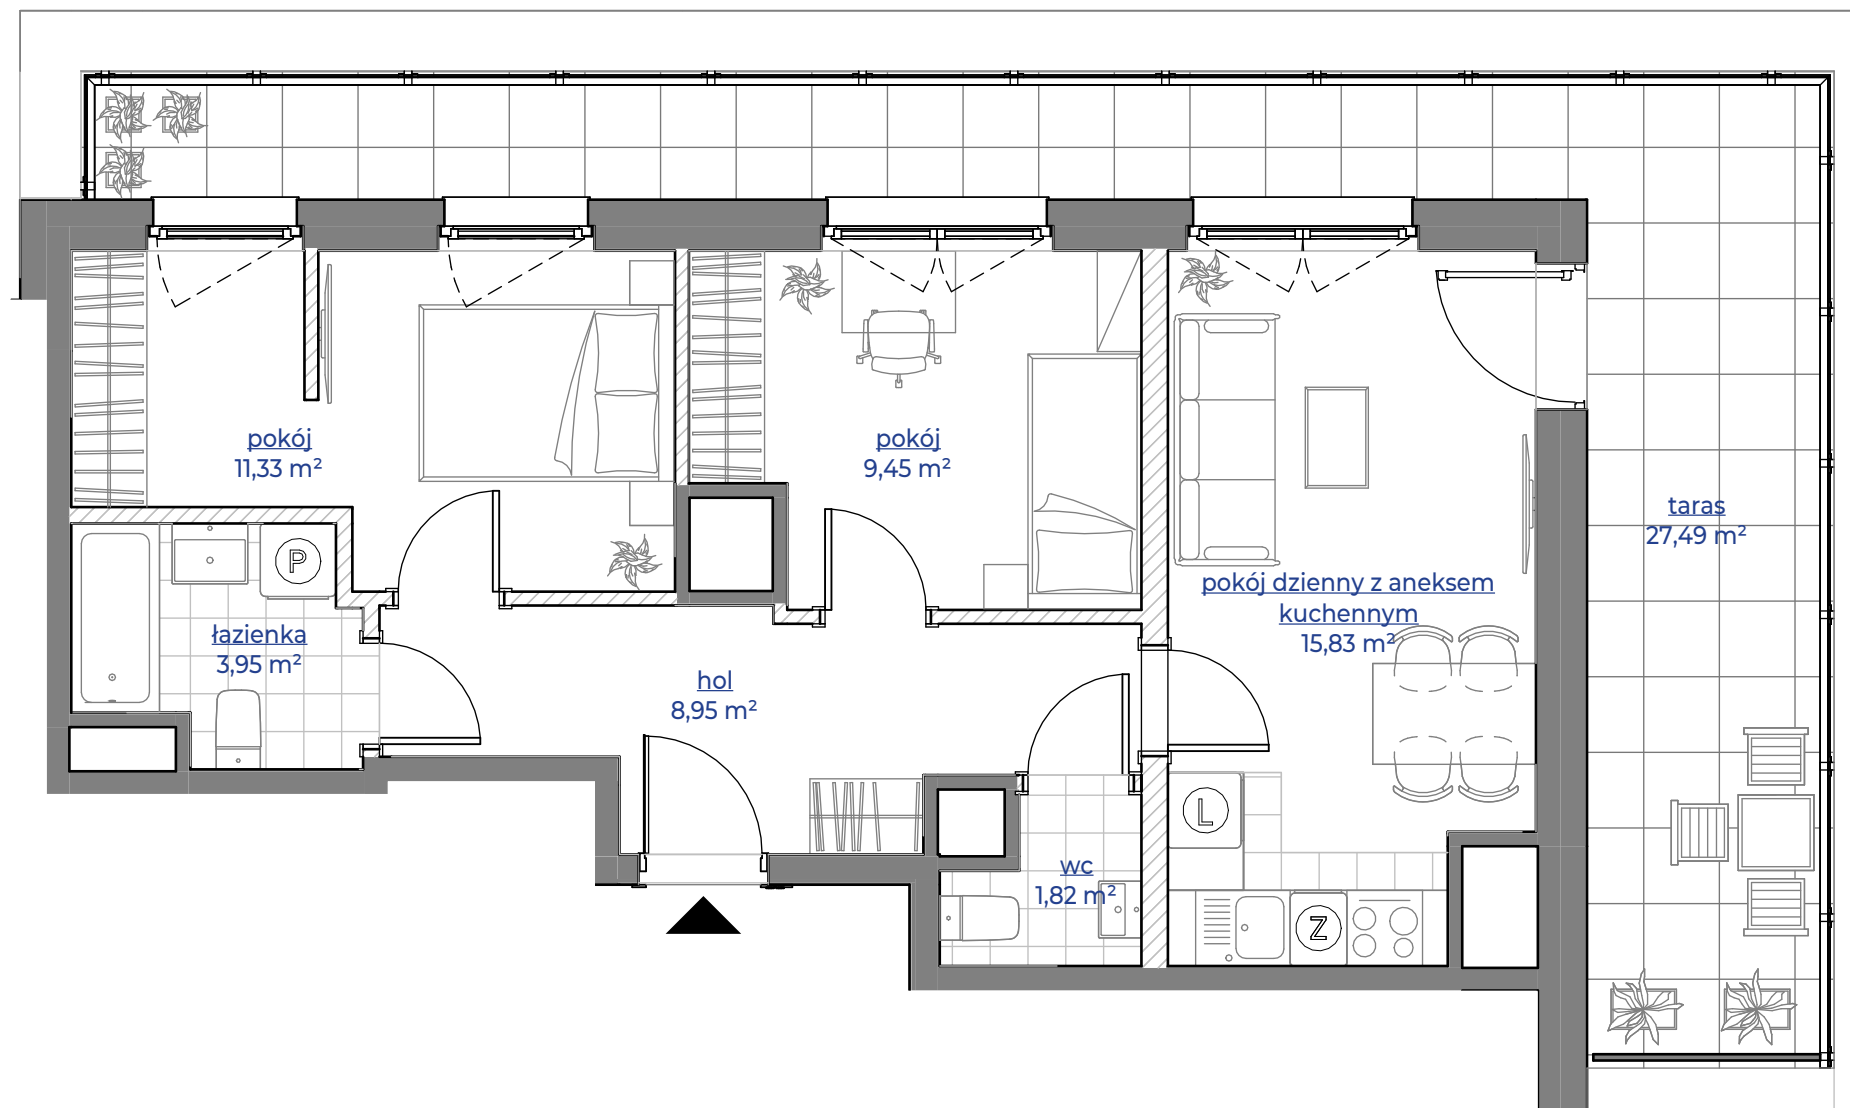 pokój
11,33 m²
pokój
9,45 m²
taras
27,49 m²
pokój dzienny z aneksem
kuchennym
15,83 m²
P
łazienka
3,95 m²
hol
8,95 m²
L
wc
1,82 m²
Z